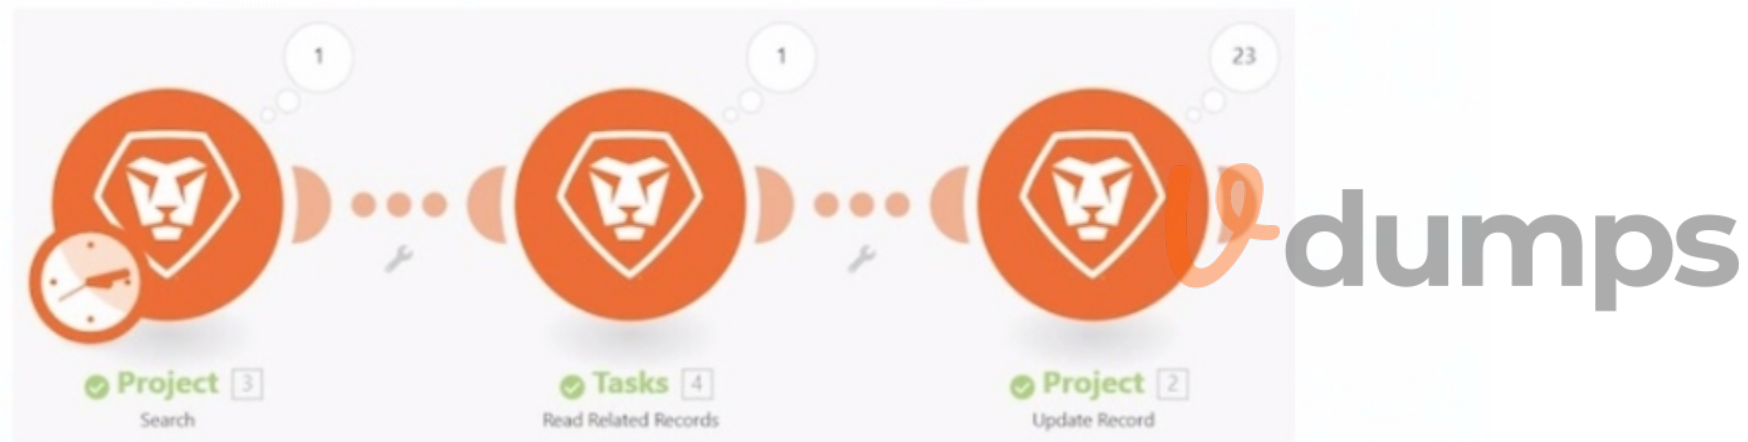 1
1
23
dumps
Project 3
Tasks 4
Project 2
Search
Read Related Records
Update Record